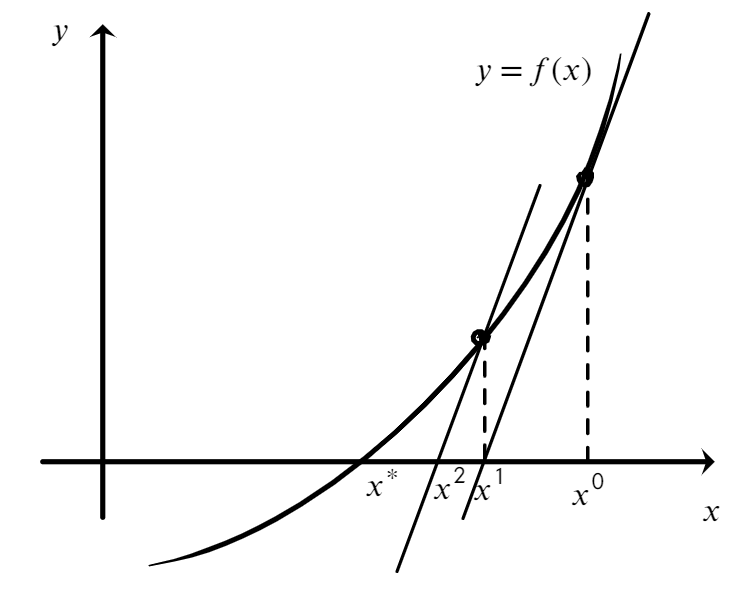 y
y = f(x)
x* x² x¹ x⁰
x